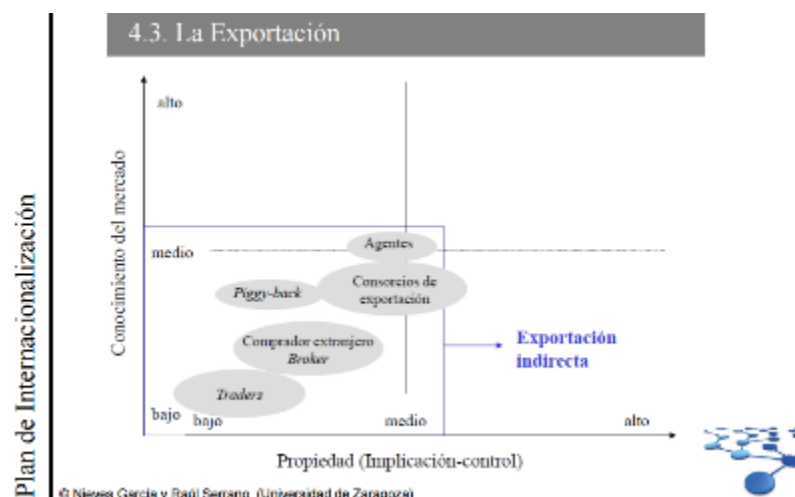 4.3. La Exportación
Plan de Internacionalización
Conocimiento del mercado
alto
medio
Agentes
Piggy-back
Consorcios de
exportación
Comprador extranjero
Broker
Exportación
indirecta
Traders
bajo
bajo
medio
alto
Propiedad (Implicación-control)
© Nieves García y Raúl Serrano (Universidad de Zaragoza)